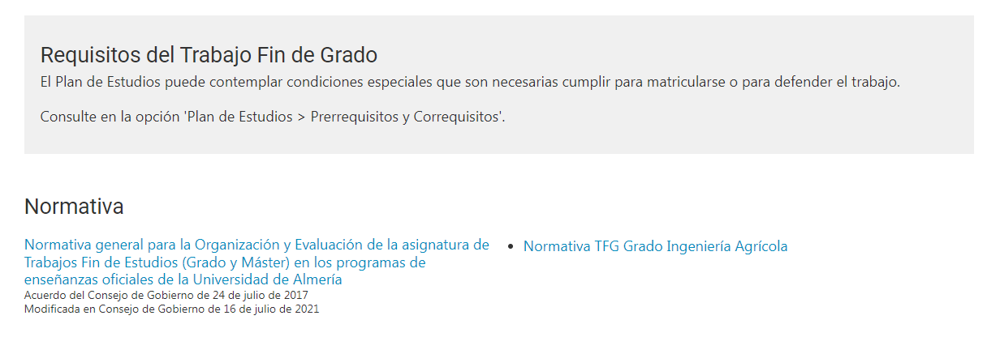 Requisitos del Trabajo Fin de Grado
El Plan de Estudios puede contemplar condiciones especiales que son necesarias cumplir para matricularse o para defender el trabajo.
Consulte en la opción 'Plan de Estudios > Prerrequisitos y Correquisitos'.
Normativa
Normativa general para la Organización y Evaluación de la asignatura de
Trabajos Fin de Estudios (Grado y Máster) en los programas de
enseñanzas oficiales de la Universidad de Almería
Acuerdo del Consejo de Gobierno de 24 de julio de 2017
Modificada en Consejo de Gobierno de 16 de julio de 2021
• Normativa TFG Grado Ingeniería Agrícola